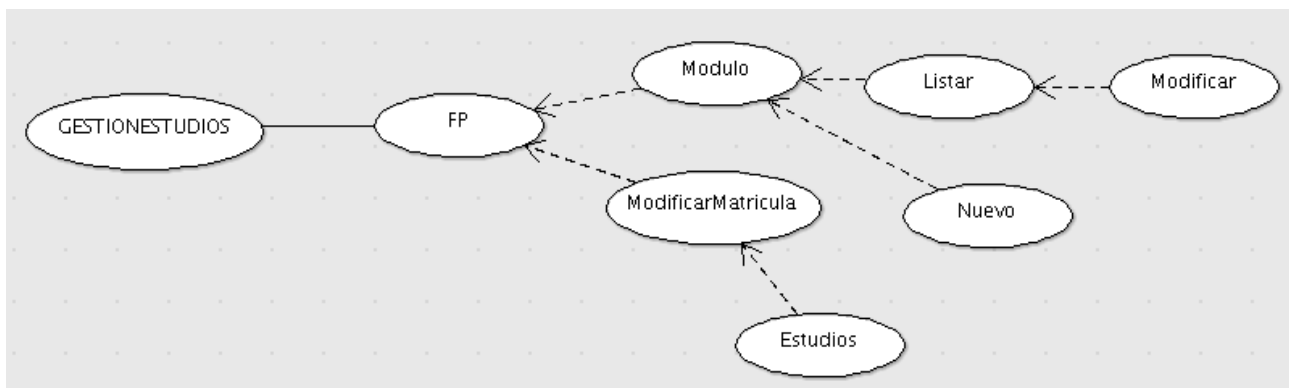 Modulo
Listar
Modificar
GESTIONESTUDIOS
FP
ModificarMatricula
Nuevo
Estudios